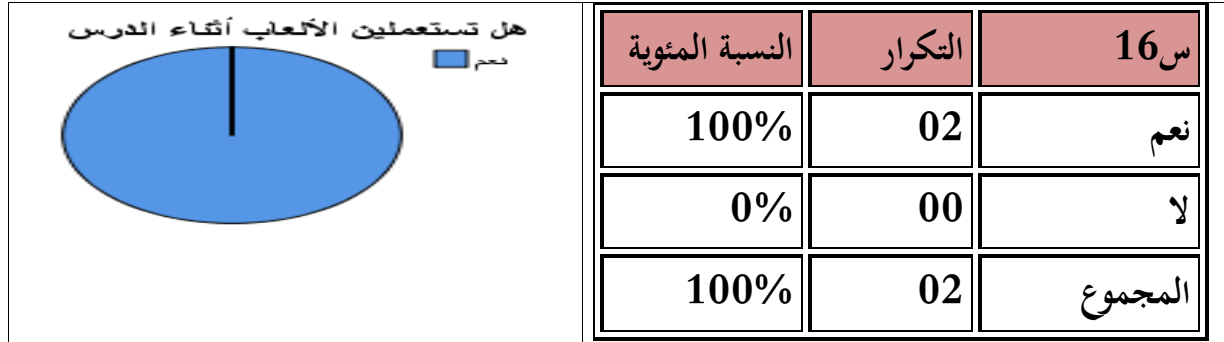 س16 التكرار النسبة المئوية
نعم 02 100%
لا 00 0%
المجموع 02 100%
هل تستعملين الألعاب أثناء الدرس
نعم